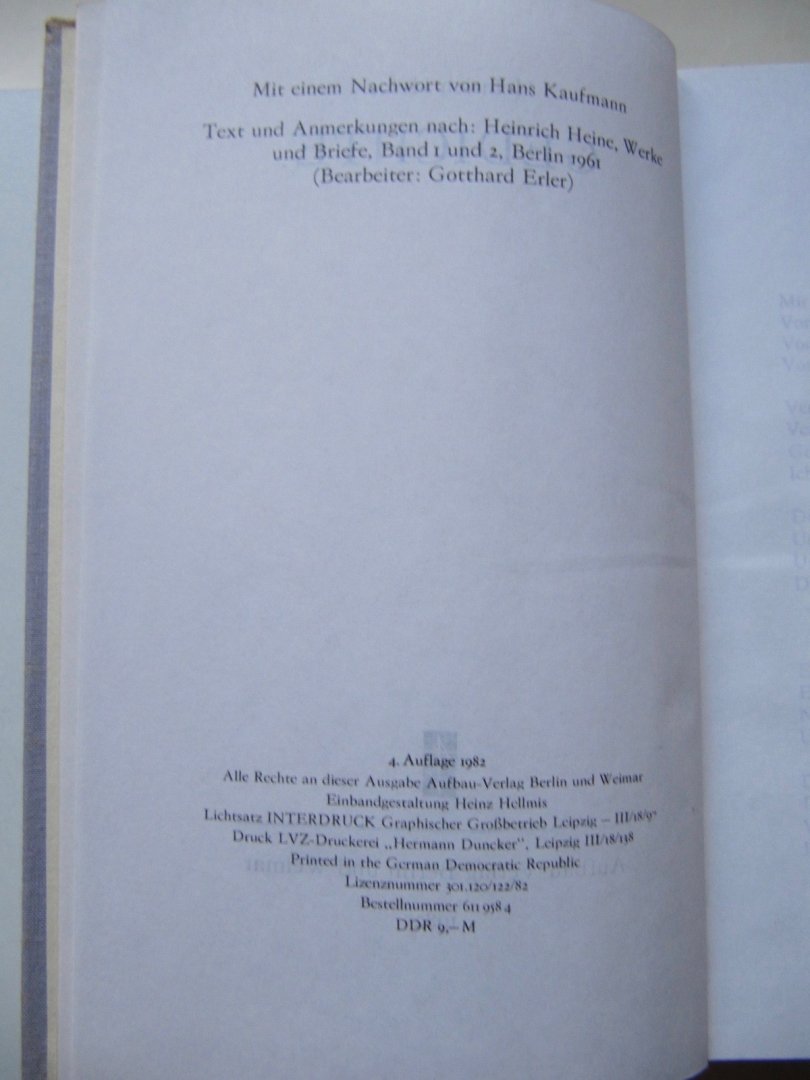 Mit einem Nachwort von Hans Kaufmann
Text und Anmerkungen nach: Heinrich Heine, Werke
und Briefe, Band 1 und 2, Berlin 1961
(Bearbeiter: Gotthard Erler)
4. Auflage 1982
Alle Rechte an dieser Ausgabe Aufbau-Verlag Berlin und Weimar
Einbandgestaltung Heinz Hellmis
Lichtsatz INTERDRUCK Graphischer Großbetrieb Leipzig – III/18/97
Druck LVZ-Druckerei „Hermann Duncker“, Leipzig III/18/138
Printed in the German Democratic Republic
Lizenznummer 301.120/122/82
Bestellnummer 611 958 4
DDR 9,– M